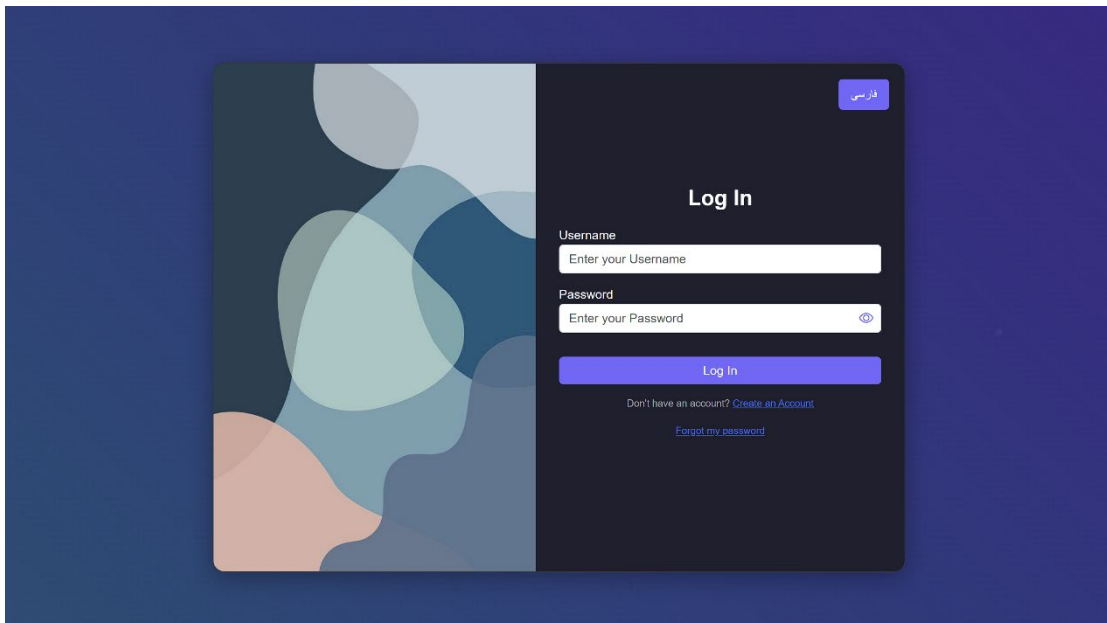 فارسی
Log In
Username
Enter your Username
Password
Enter your Password
Log In
Don't have an account? Create an Account
Forgot my password